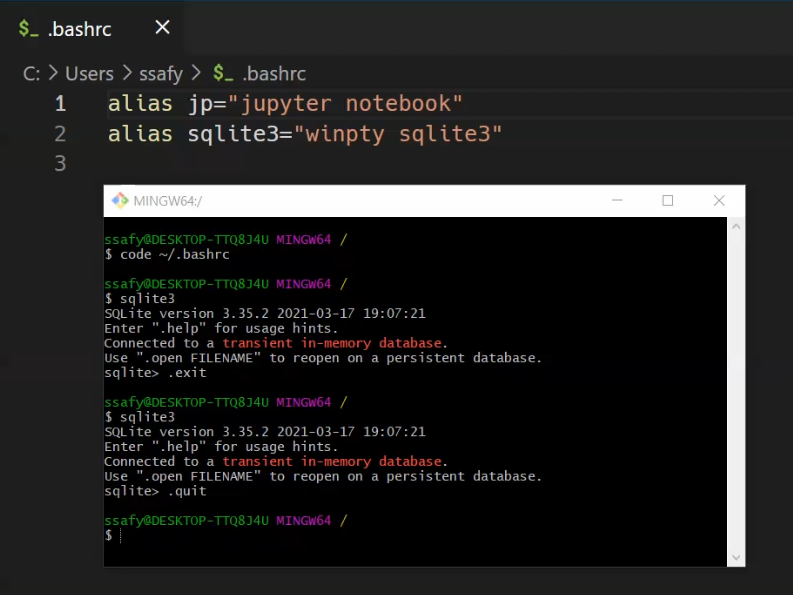 $_ .bashrc
C: > Users > ssafy > $_ .bashrc
1 alias jp="jupyter notebook"
2 alias sqlite3="winpty sqlite3"
3
MINGW64:/
ssafy@DESKTOP-TTQ8J4U MINGW64 /
$ code ~/.bashrc
ssafy@DESKTOP-TTQ8J4U MINGW64 /
$ sqlite3
SQLite version 3.35.2 2021-03-17 19:07:21
Enter ".help" for usage hints.
Connected to a transient in-memory database.
Use ".open FILENAME" to reopen on a persistent database.
sqlite> .exit
ssafy@DESKTOP-TTQ8J4U MINGW64 /
$ sqlite3
SQLite version 3.35.2 2021-03-17 19:07:21
Enter ".help" for usage hints.
Connected to a transient in-memory database.
Use ".open FILENAME" to reopen on a persistent database.
sqlite> .quit
ssafy@DESKTOP-TTQ8J4U MINGW64 /
$